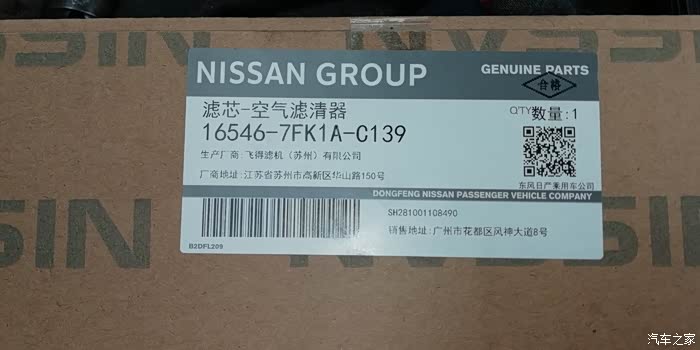 NISSAN
NISSAN GROUP
GENUINE PARTS
合格
滤芯-空气滤清器
Q'TY数量:1
16546-7FK1A-C139
生产厂商:飞得滤机(苏州)有限公司
厂商地址:江苏省苏州市高新区华山路150号
东风日产乘用车公司
DONGFENG NISSAN PASSENGER VEHICLE COMPANY
SH281001108490
销售地址:广州市花都区风神大道8号
B2DFL209
汽车之家